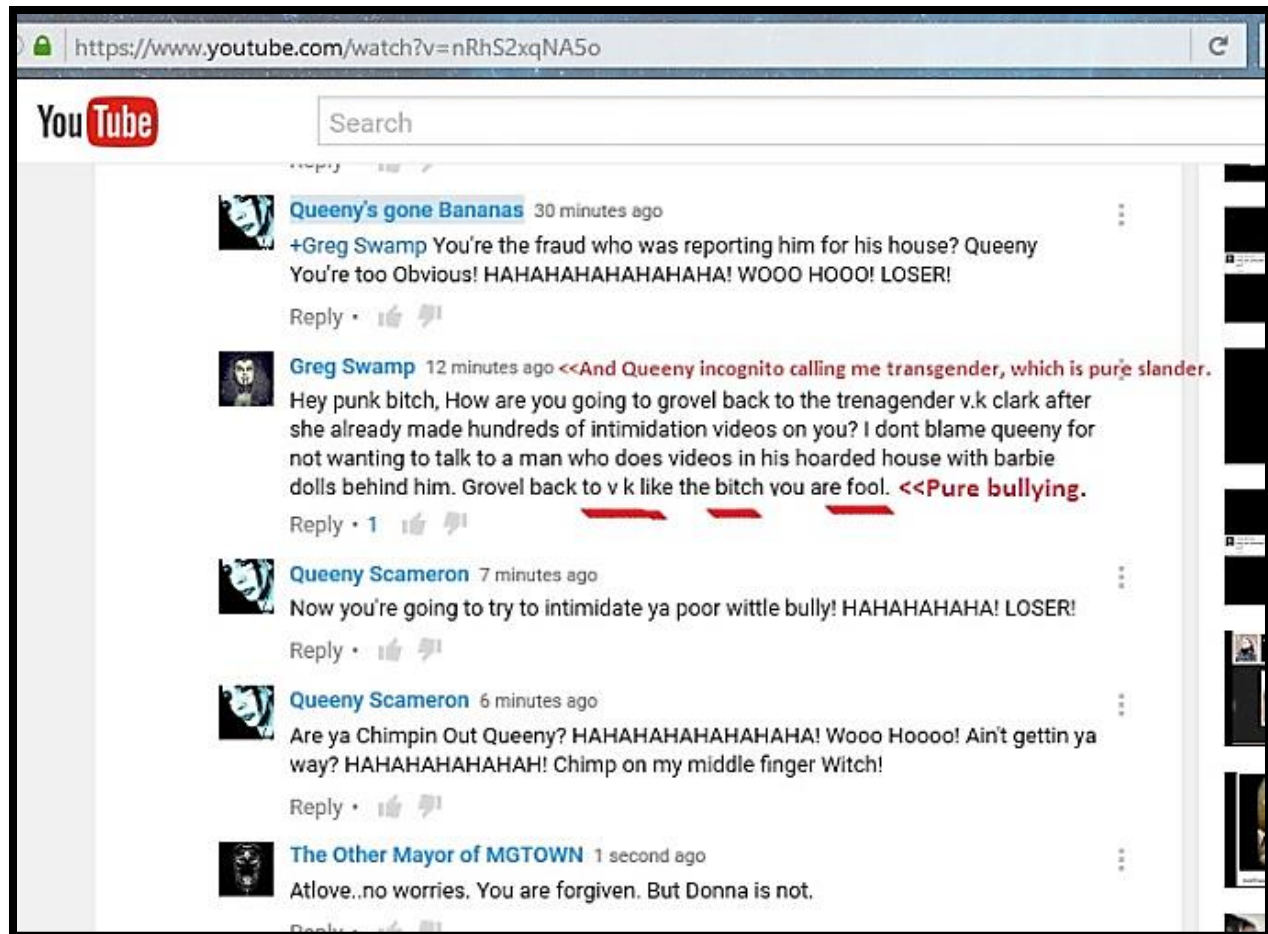 https://www.youtube.com/watch?v=nRhS2xqNA5o
YouTube
Search
Reply
Queeny's gone Bananas 30 minutes ago
+Greg Swamp You're the fraud who was reporting him for his house? Queeny
You're too Obvious! HAHAHAHAHAHAHAHA! WOOO HOOO! LOSER!
Reply •
Greg Swamp 12 minutes ago <<And Queeny incognito calling me transgender, which is pure slander.
Hey punk bitch, How are you going to grovel back to the trenagender v.k clark after
she already made hundreds of intimidation videos on you? I dont blame queeny for
not wanting to talk to a man who does videos in his hoarded house with barbie
dolls behind him. Grovel back to v k like the bitch you are fool. <<Pure bullying.
Reply • 1
Queeny Scameron 7 minutes ago
Now you're going to try to intimidate ya poor wittle bully! HAHAHAHAHA! LOSER!
Reply •
Queeny Scameron 6 minutes ago
Are ya Chimpin Out Queeny? HAHAHAHAHAHAHAHA! Wooo Hoooo! Ain't gettin ya
way? HAHAHAHAHAHAH! Chimp on my middle finger Witch!
Reply •
The Other Mayor of MGTOWN 1 second ago
Atlove..no worries. You are forgiven. But Donna is not.
Reply